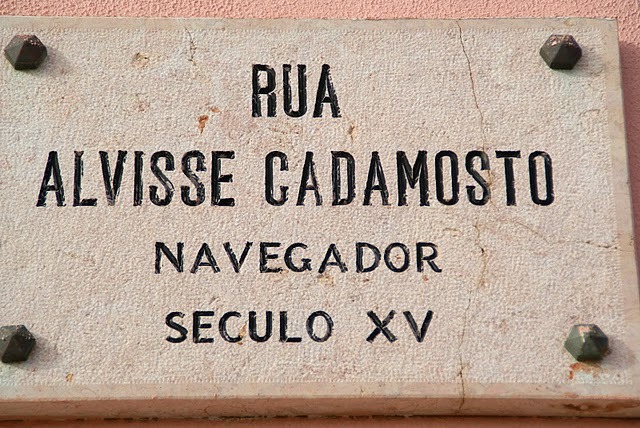 RUA
ALVISSE CADAMOSTO
NAVEGADOR
SECULO XV